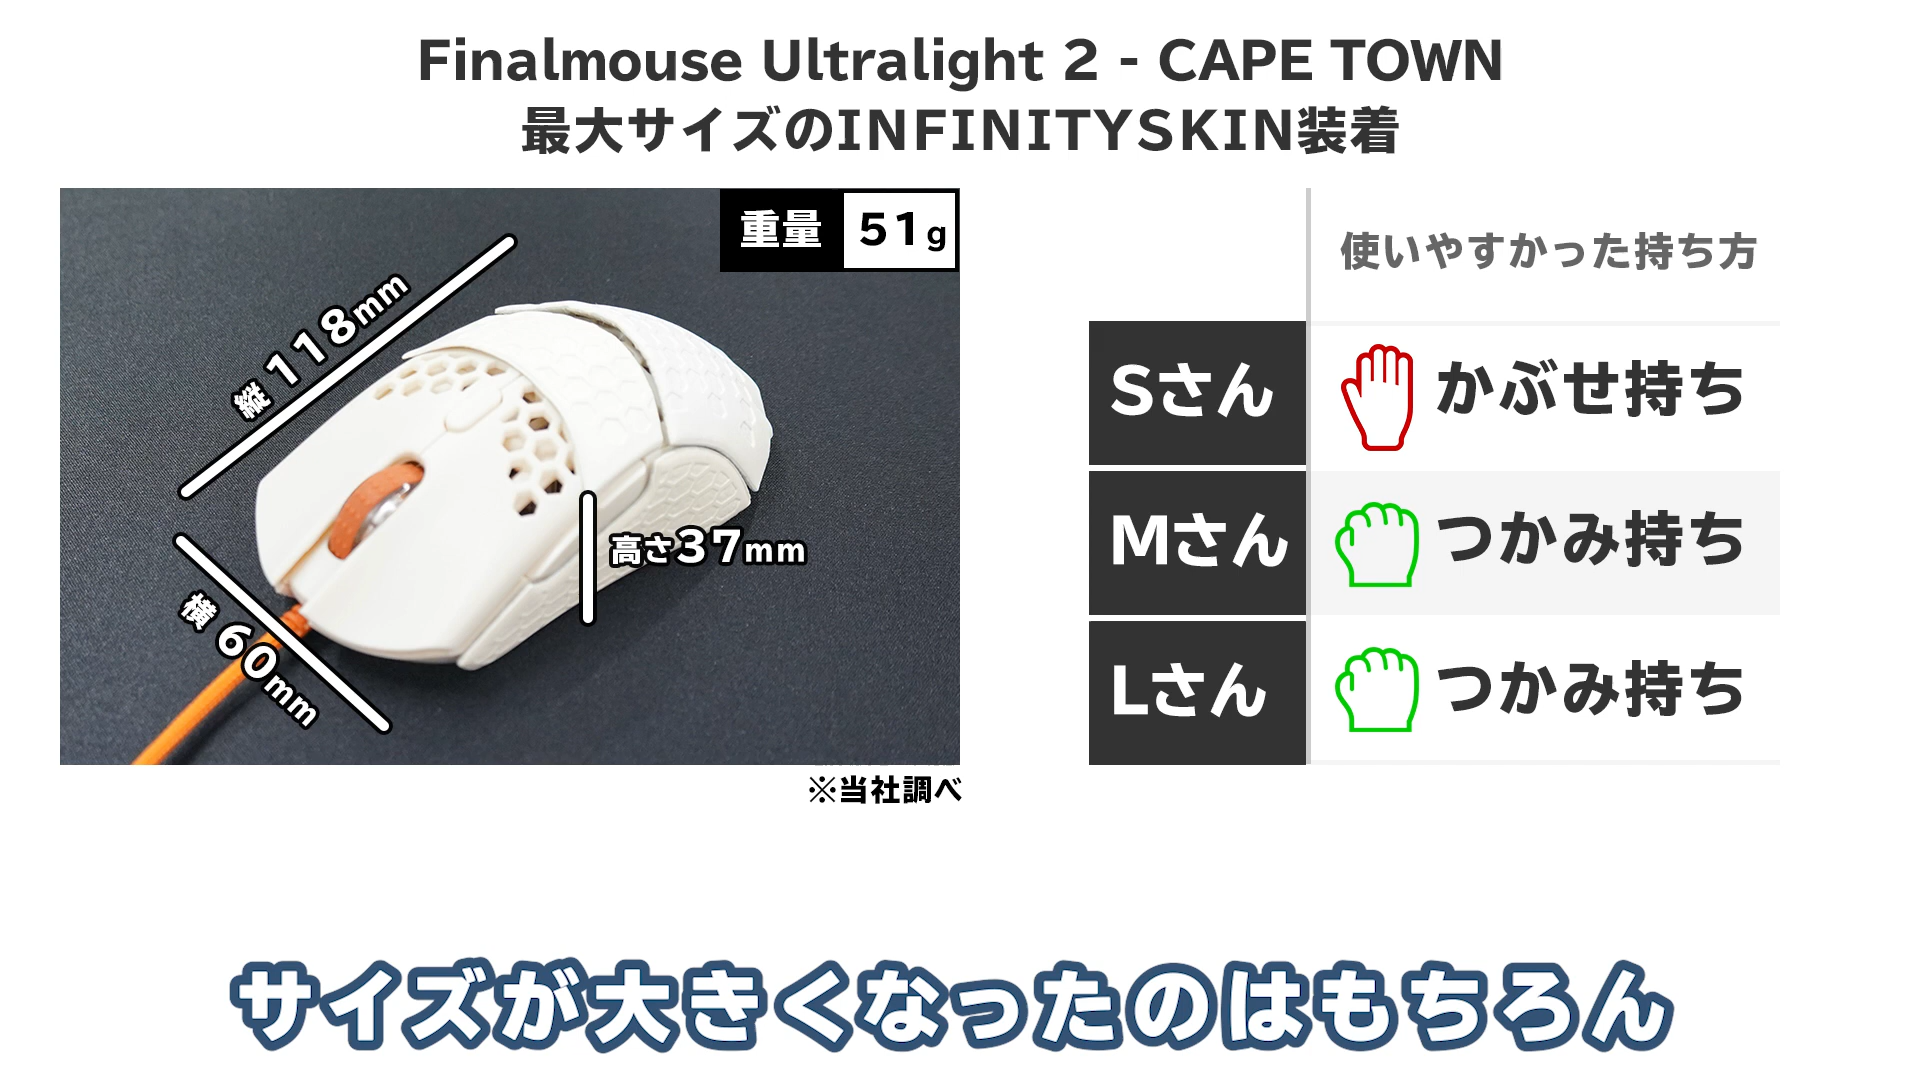 Finalmouse Ultralight 2 - CAPE TOWN
最大サイズのINFINITYSKIN装着
重量 51g
縦118mm
高さ37mm
横60mm
※当社調べ
使いやすかった持ち方
Sさん かぶせ持ち
Mさん つかみ持ち
Lさん つかみ持ち
サイズが大きくなったのはもちろん